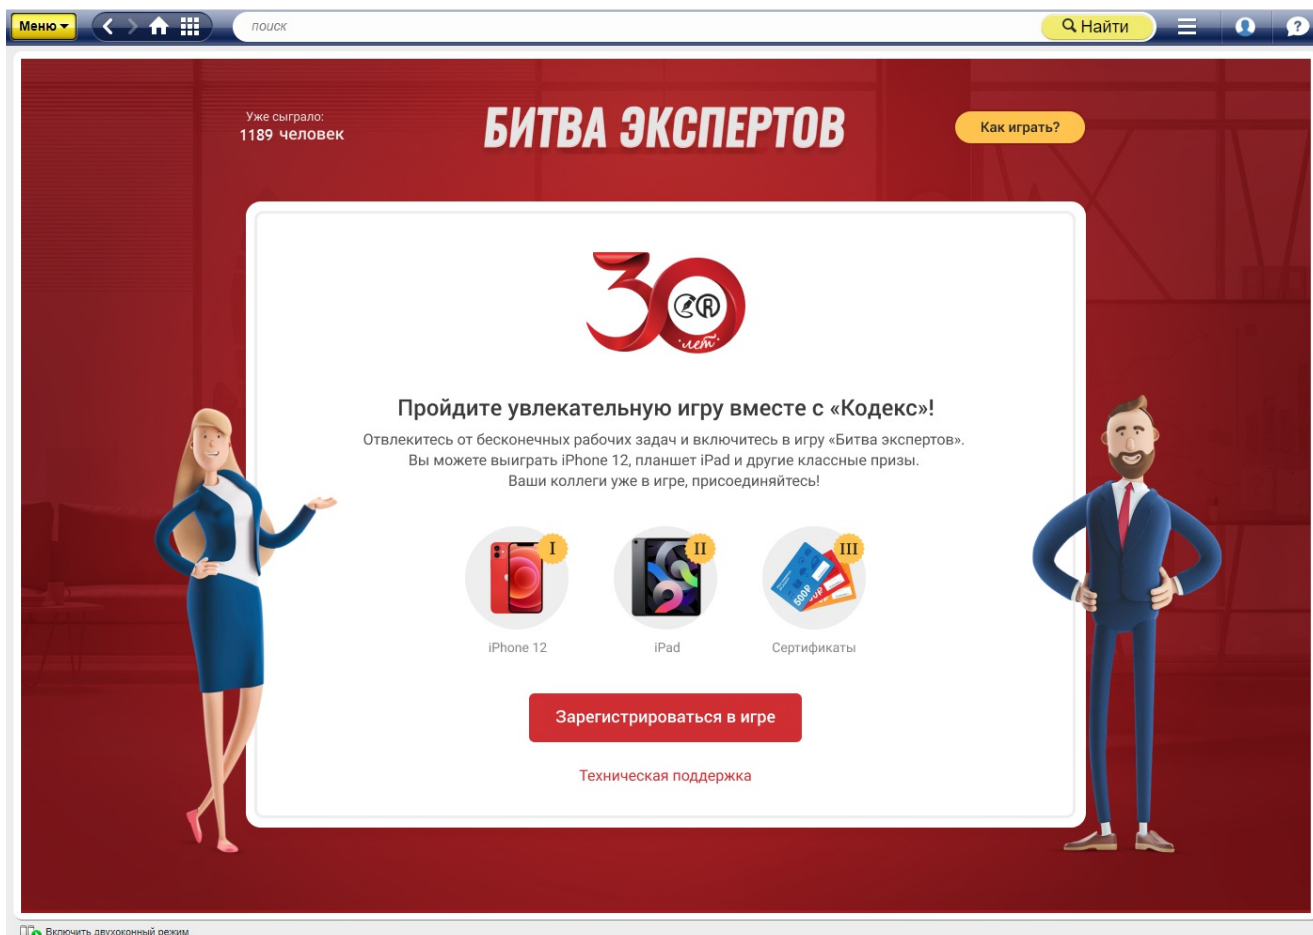 Меню
поиск
Найти
Уже сыграло:
1189 человек
БИТВА ЭКСПЕРТОВ
Как играть?
30
лет
Пройдите увлекательную игру вместе с «Кодекс»!
Отвлекитесь от бесконечных рабочих задач и включитесь в игру «Битва экспертов».
Вы можете выиграть iPhone 12, планшет iPad и другие классные призы.
Ваши коллеги уже в игре, присоединяйтесь!
I
II
III
500₽
iPhone 12
iPad
Сертификаты
Зарегистрироваться в игре
Техническая поддержка
Включить двухоконный режим